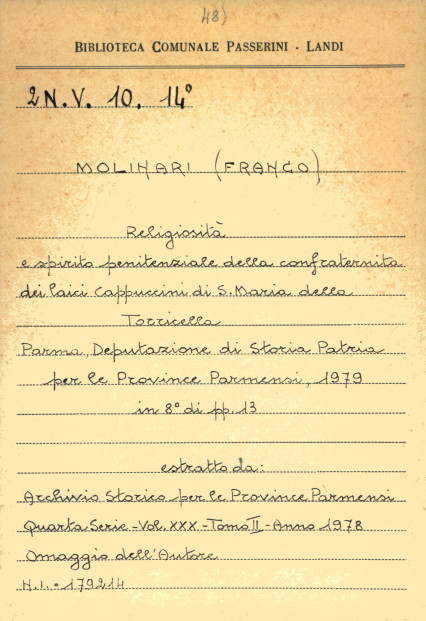 48)
BIBLIOTECA COMUNALE PASSERINI - LANDI
2 N. V. 10. 14°
MOLINARI (FRANCO)
Religiosità
e spirito penitenziale della confraternita
dei laici Cappuccini di S. Maria della
Torricella
Parma, Deputazione di Storia Patria
per le Province Parmensi, 1979
in 8° di pp. 13
estratto da:
Archivio Storico per le Province Parmensi
Quarta Serie - Vol. XXX - Tomo II - Anno 1978
Omaggio dell'Autore
N.I. = 179214